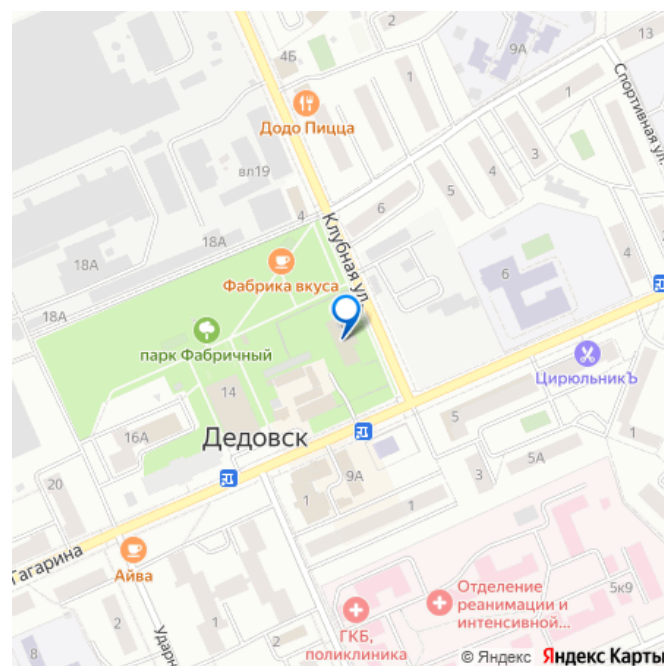 4Б
9А
13
1
1
Додо Пицца
3
4
вл19
5
Спортивная ул.
4
6
18А
18А
Клубная ул.
6
4
Фабрика вкуса
18А
парк Фабричный
ЦирюльникЪ
14
5
16А
Дедовск
5А
20
9А
3
1
1
Гагарина
Айва
5к9
2
1
2
Отделение
реанимации и
интенсивной...
ГКБ,
поликлиника
8
Ударн
© Яндекс Яндекс Карты